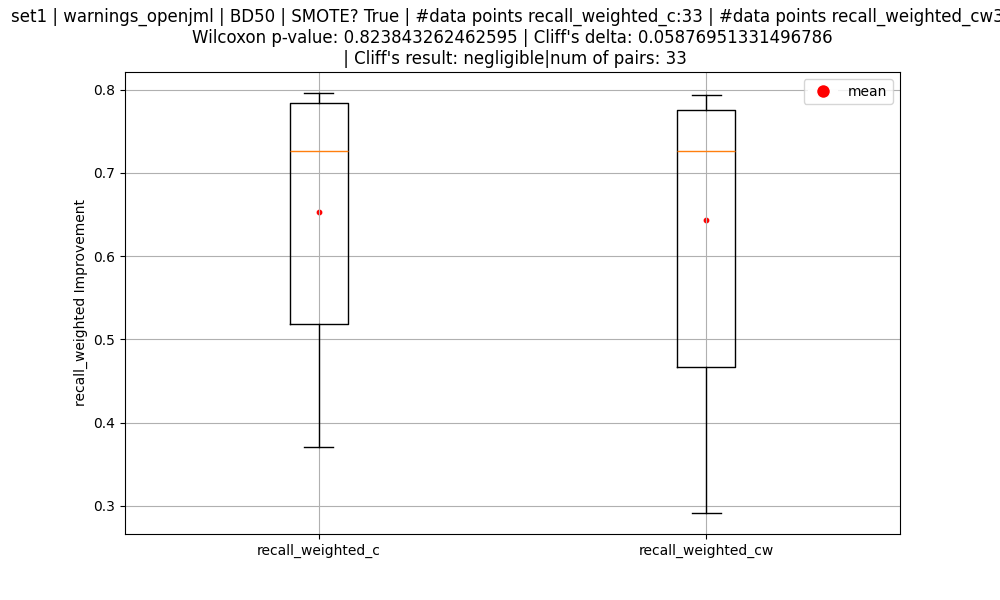 set1 | warnings_openjml | BD50 | SMOTE? True | #data points recall_weighted_c:33 | #data points recall_weighted_cw3
Wilcoxon p-value: 0.823843262462595 | Cliff's delta: 0.05876951331496786
| Cliff's result: negligible|num of pairs: 33
mean
0.8
0.7
0.6
0.5
0.4
0.3
recall_weighted Improvement
recall_weighted_c
recall_weighted_cw